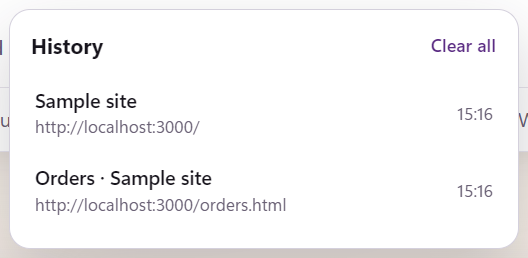 History
Clear all
Sample site
http://localhost:3000/
15:16
Orders · Sample site
http://localhost:3000/orders.html
15:16